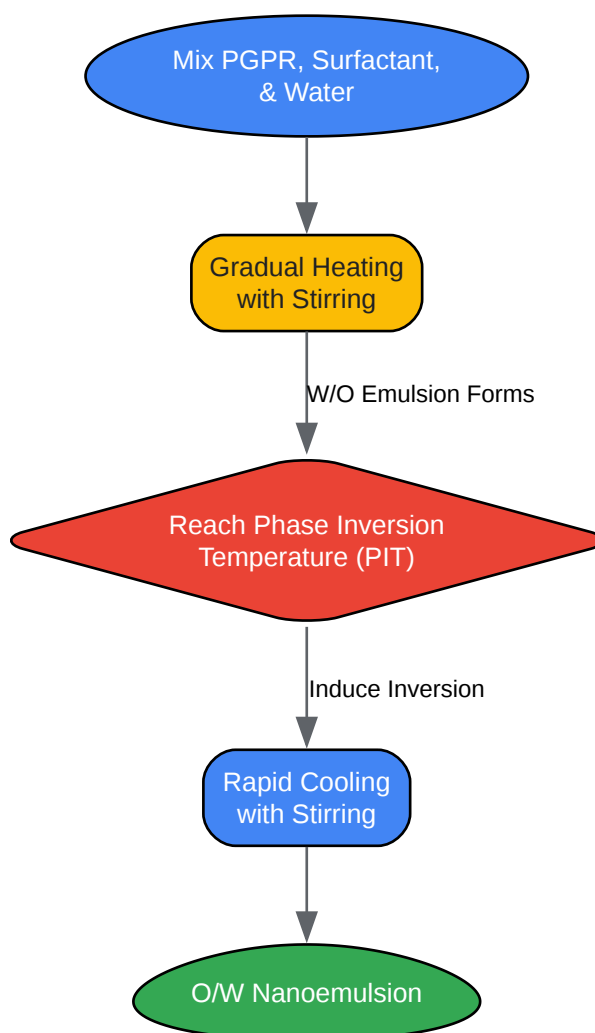 Mix PGPR, Surfactant,
& Water
Gradual Heating
with Stirring
W/O Emulsion Forms
Reach Phase Inversion
Temperature (PIT)
Induce Inversion
Rapid Cooling
with Stirring
O/W Nanoemulsion